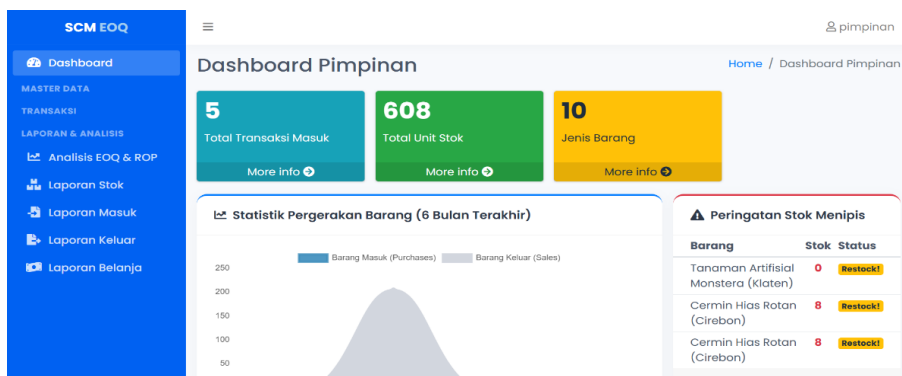 SCM EOQ
pimpinan
Dashboard
MASTER DATA
TRANSAKSI
LAPORAN & ANALISIS
Analisis EOQ & ROP
Laporan Stok
Laporan Masuk
Laporan Keluar
Laporan Belanja
Dashboard Pimpinan
Home / Dashboard Pimpinan
5
Total Transaksi Masuk
More info
608
Total Unit Stok
More info
10
Jenis Barang
More info
Statistik Pergerakan Barang (6 Bulan Terakhir)
Barang Masuk (Purchases) Barang Keluar (Sales)
250
200
150
100
50
Peringatan Stok Menipis
Barang Stok Status
Tanaman Artifisial 0 Restock!
Monstera (Klaten)
Cermin Hias Rotan 8 Restock!
(Cirebon)
Cermin Hias Rotan 8 Restock!
(Cirebon)